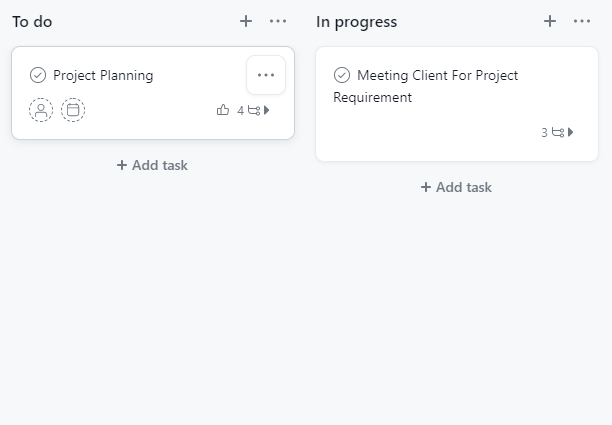 To do
Project Planning
4
+ Add task
In progress
Meeting Client For Project
Requirement
3
+ Add task